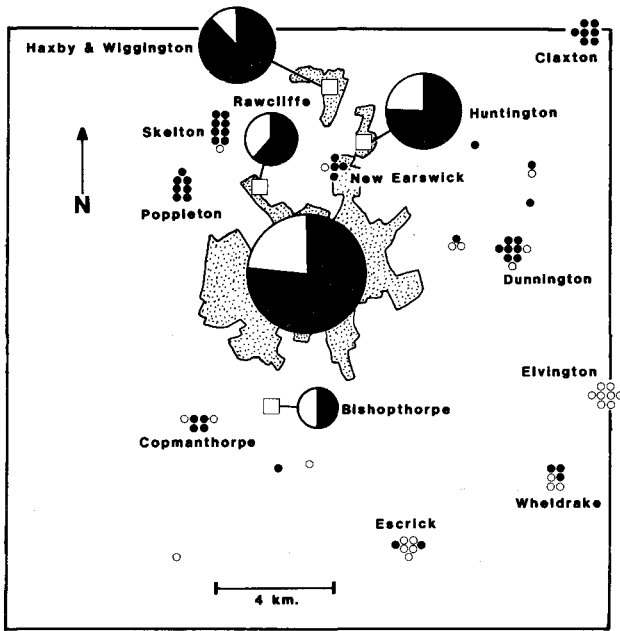 Haxby & Wiggington
Claxton
Rawcliffe
Huntington
Skelton
New Earswick
N
Poppleton
Dunnington
Elvington
Bishopthorpe
Copmanthorpe
Wheldrake
Escrick
4 km.